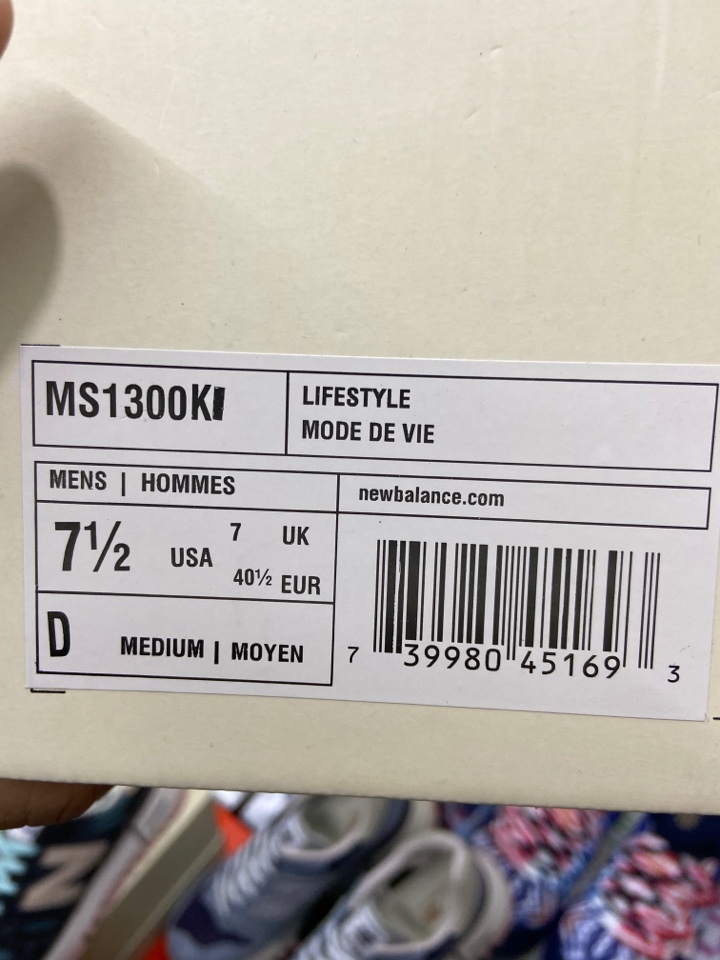 MS1300K
LIFESTYLE
MODE DE VIE
MENS | HOMMES
newbalance.com
7½ USA
7 UK
40½ EUR
D MEDIUM | MOYEN
7 39980 45169 3
N